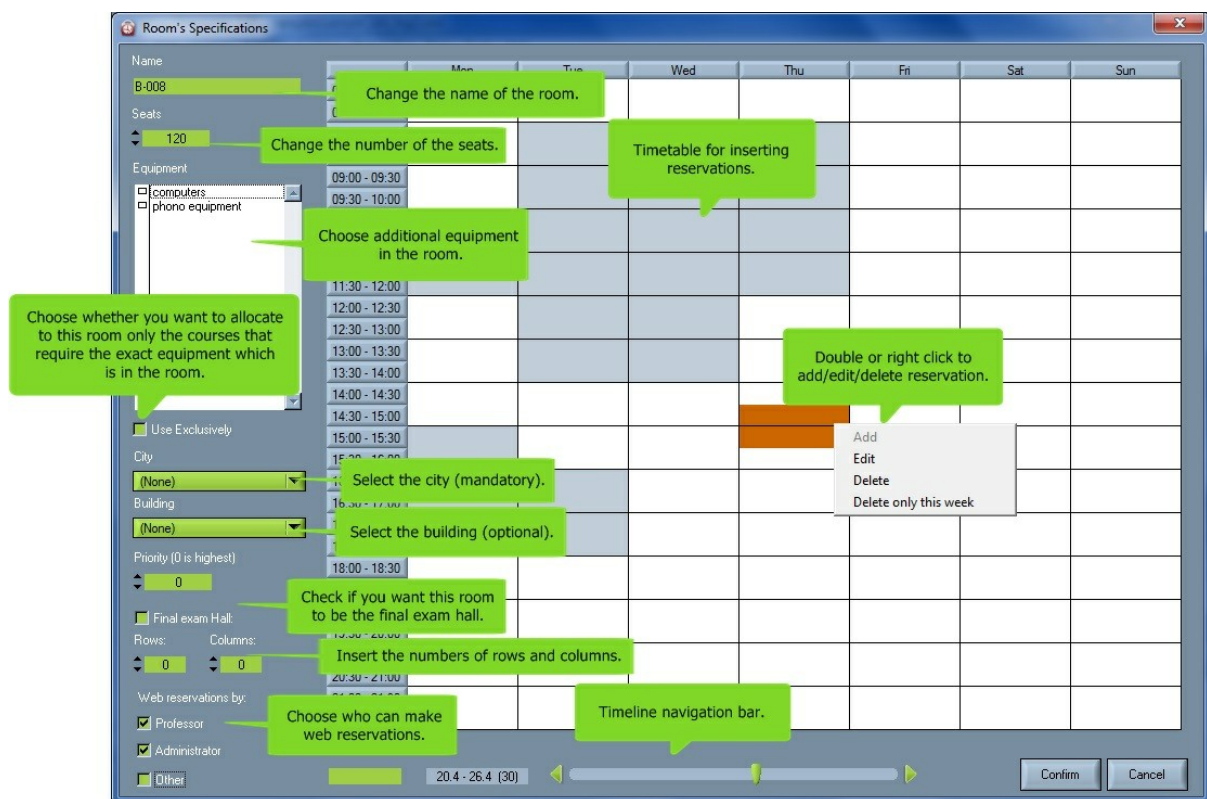 Room's Specifications
Name
B-008
Seats
120
Equipment
computers
phono equipment
Use Exclusively
City
(None)
Building
(None)
Priority (0 is highest)
0
Final exam Hall:
Rows: Columns:
0 0
Web reservations by:
Professor
Administrator
Other
Mon Tue Wed Thu Fri Sat Sun
09:00 - 09:30
09:30 - 10:00
11:30 - 12:00
12:00 - 12:30
12:30 - 13:00
13:00 - 13:30
13:30 - 14:00
14:00 - 14:30
14:30 - 15:00
15:00 - 15:30
16:30 - 17:00
18:00 - 18:30
20:30 - 21:00
Change the name of the room.
Change the number of the seats.
Timetable for inserting
reservations.
Choose additional equipment
in the room.
Choose whether you want to allocate
to this room only the courses that
require the exact equipment which
is in the room.
Double or right click to
add/edit/delete reservation.
Add
Edit
Delete
Delete only this week
Select the city (mandatory).
Select the building (optional).
Check if you want this room
to be the final exam hall.
Insert the numbers of rows and columns.
Choose who can make
web reservations.
Timeline navigation bar.
20.4 - 26.4 (30)
Confirm Cancel